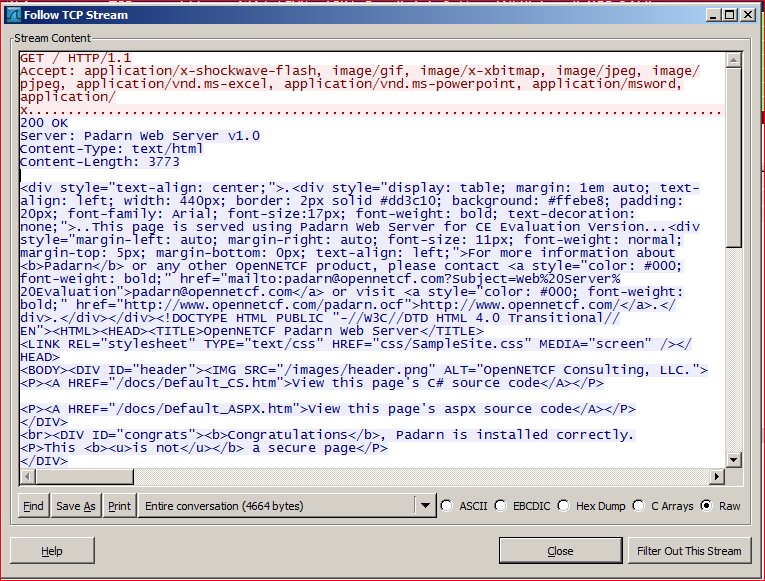 Follow TCP Stream
Stream Content
GET / HTTP/1.1
Accept: application/x-shockwave-flash, image/gif, image/x-xbitmap, image/jpeg, image/
pjpeg, application/vnd.ms-excel, application/vnd.ms-powerpoint, application/msword,
application/
x.......................................................................................
200 OK
Server: Padarn Web Server v1.0
Content-Type: text/html
Content-Length: 3773

<div style="text-align: center;">.<div style="display: table; margin: 1em auto; text-
align: left; width: 440px; border: 2px solid #dd3c10; background: #ffebe8; padding:
20px; font-family: Arial; font-size:17px; font-weight: bold; text-decoration:
none;">..This page is served using Padarn Web Server for CE Evaluation Version...<div
style="margin-left: auto; margin-right: auto; font-size: 11px; font-weight: normal;
margin-top: 5px; margin-bottom: 0px; text-align: left;">For more information about
<b>Padarn</b> or any other OpenNETCF product, please contact <a style="color: #000;
font-weight: bold;" href="mailto:padarn@opennetcf.com?Subject=Web%20Server%
20Evaluation">padarn@opennetcf.com</a> or visit <a style="color: #000; font-weight:
bold;" href="http://www.opennetcf.com/padarn.ocf">http://www.opennetcf.com/</a>.</
div>.</div></div><!DOCTYPE HTML PUBLIC "-//W3C//DTD HTML 4.0 Transitional//
EN"><HTML><HEAD><TITLE>OpenNETCF Padarn Web Server</TITLE>
<LINK REL="stylesheet" TYPE="text/css" HREF="css/SampleSite.css" MEDIA="screen" /></
HEAD>
<BODY><DIV ID="header"><IMG SRC="/images/header.png" ALT="OpenNETCF Consulting, LLC.">
<P><A HREF="/docs/Default_CS.htm">View this page's C# source code</A></P>

<P><A HREF="/docs/Default_ASPX.htm">View this page's aspx source code</A></P>
</DIV>
<br><DIV ID="congrats"><b>Congratulations</b>, Padarn is installed correctly.
<P>This <b><u>is not</u></b> a secure page</P>
</DIV>
Find Save As Print Entire conversation (4664 bytes) ASCII EBCDIC Hex Dump C Arrays Raw
Help Close Filter Out This Stream